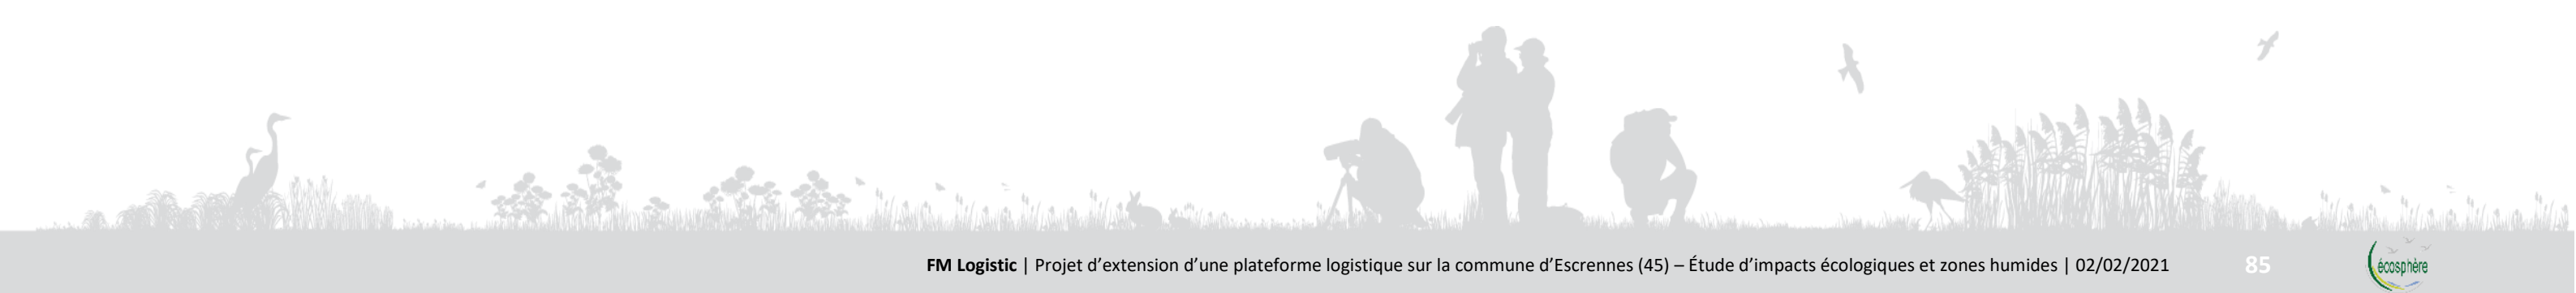 FM Logistic | Projet d’extension d’une plateforme logistique sur la commune d’Escrennes (45) – Étude d’impacts écologiques et zones humides | 02/02/2021 85 écosphère